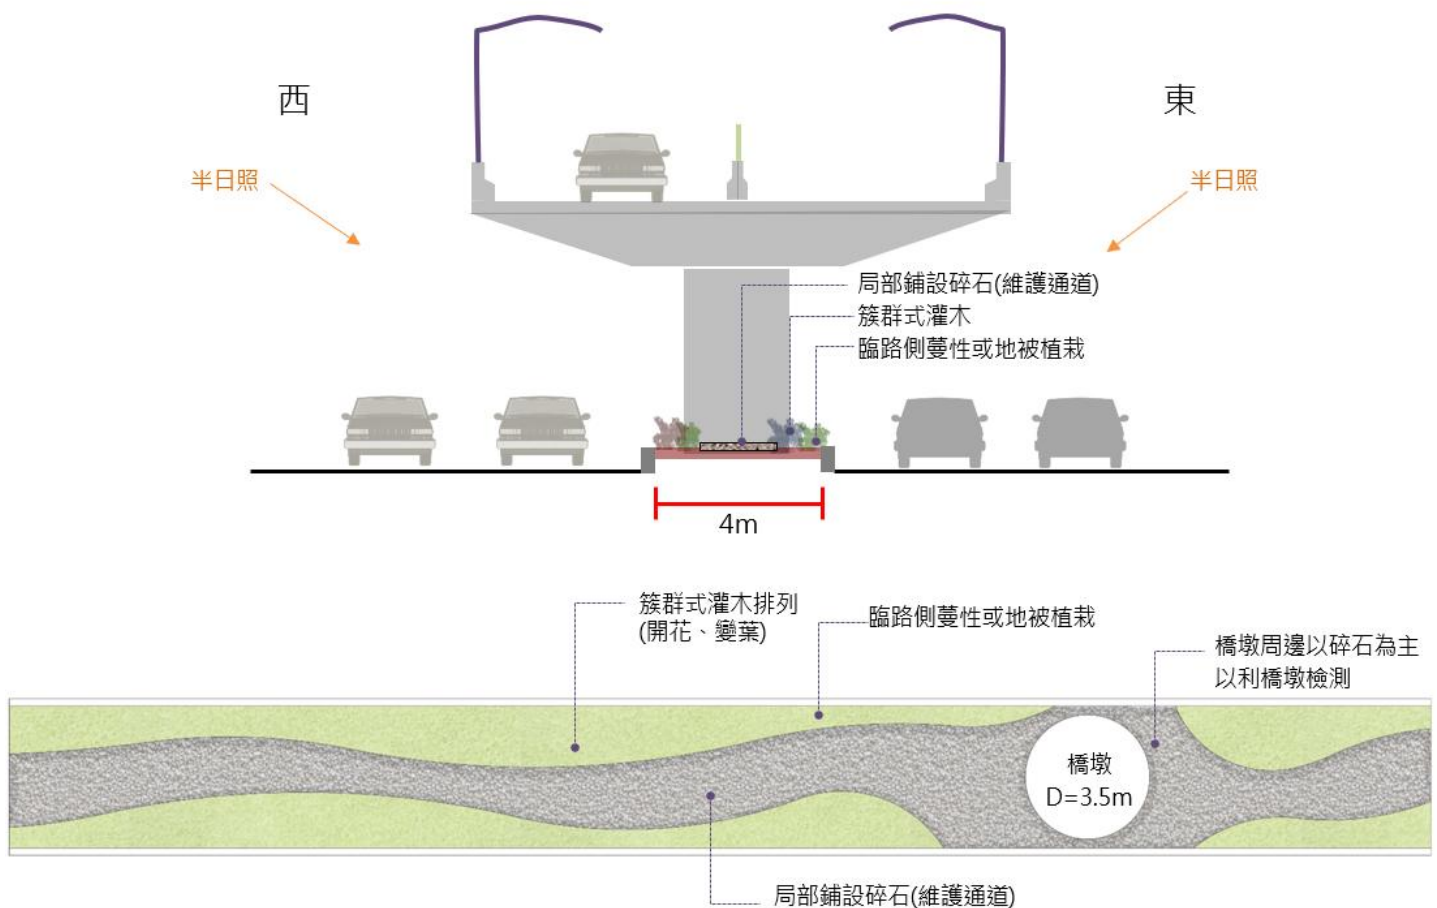 西
東
半日照
半日照
局部鋪設碎石(維護通道)
簇群式灌木
臨路側蔓性或地被植栽
4m
簇群式灌木排列
(開花、變葉)
臨路側蔓性或地被植栽
橋墩周邊以碎石為主
以利橋墩檢測
橋墩
D=3.5m
局部鋪設碎石(維護通道)